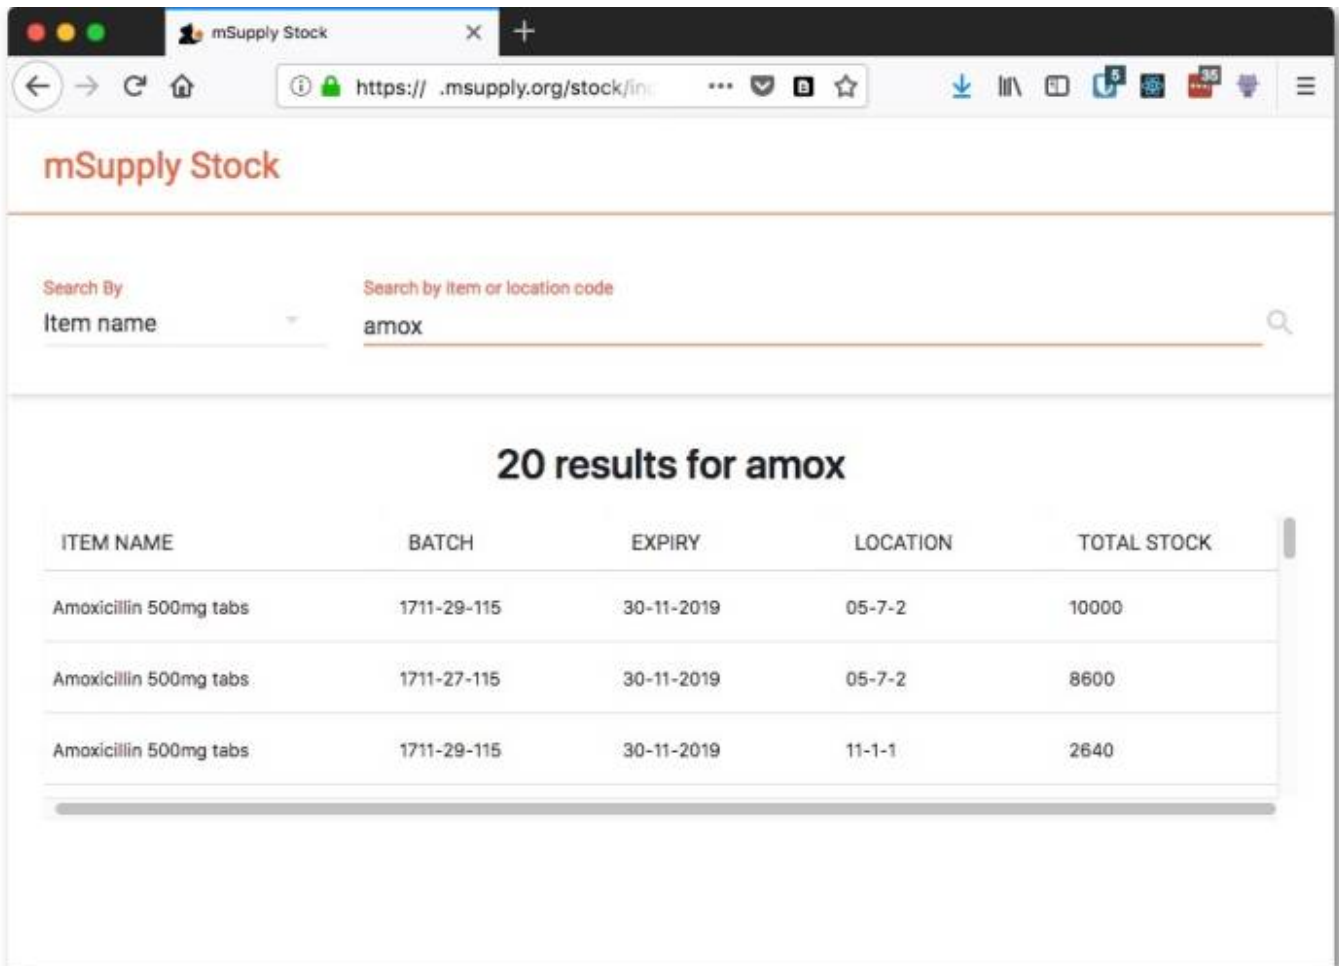 mSupply Stock
https:// .msupply.org/stock/in
5
35
mSupply Stock
Search By
Search by item or location code
Item name
amox
20 results for amox
ITEM NAME BATCH EXPIRY LOCATION TOTAL STOCK
Amoxicillin 500mg tabs 1711-29-115 30-11-2019 05-7-2 10000
Amoxicillin 500mg tabs 1711-27-115 30-11-2019 05-7-2 8600
Amoxicillin 500mg tabs 1711-29-115 30-11-2019 11-1-1 2640